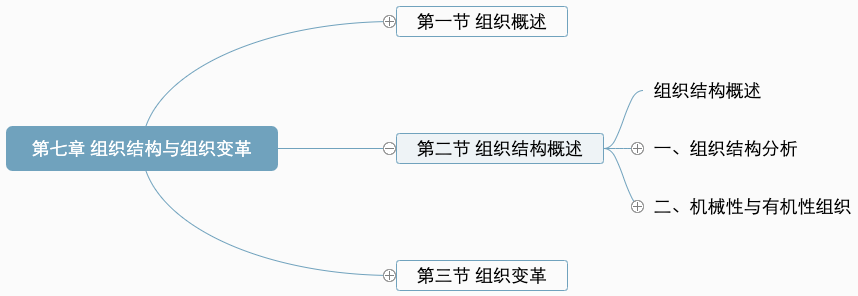 第一节 组织概述
组织结构概述
第七章 组织结构与组织变革
第二节 组织结构概述
一、组织结构分析
二、机械性与有机性组织
第三节 组织变革